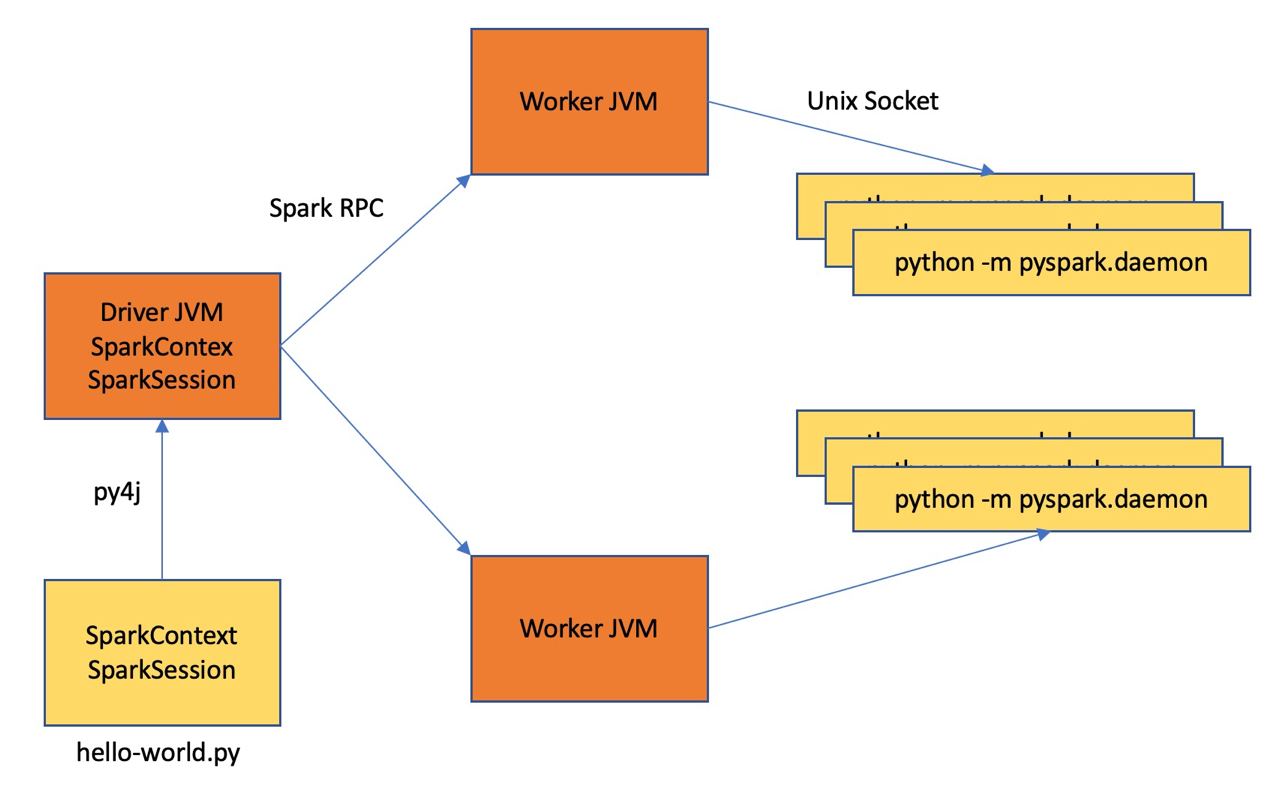 Worker JVM
Unix Socket
Spark RPC
python -m pyspark.daemon
Driver JVM
SparkContex
SparkSession
py4j
python -m pyspark.daemon
SparkContext
SparkSession
Worker JVM
hello-world.py